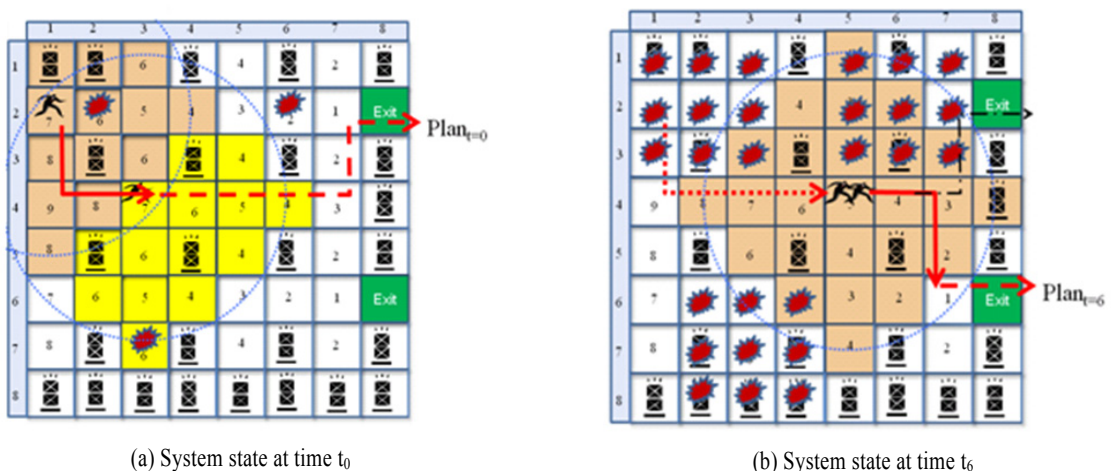 1 2 3 4 5 6 7 8
1 6 4 2
2 7 6 5 4 3 2 1 Exit
Plan t=0
3 8 6 4 2
4 9 8 6 5 4 3
5 8 6 4 2
6 7 6 5 4 3 2 1 Exit
7 8 6 4 2
8
(a) System state at time t0
1 2 3 4 5 6 7 8
1
2 4 Exit
3
4 9 8 7 6 4 3
5 8 6 4 2
6 7 3 2 1 Exit
Plan t=6
7 8 4 2
8
(b) System state at time t6